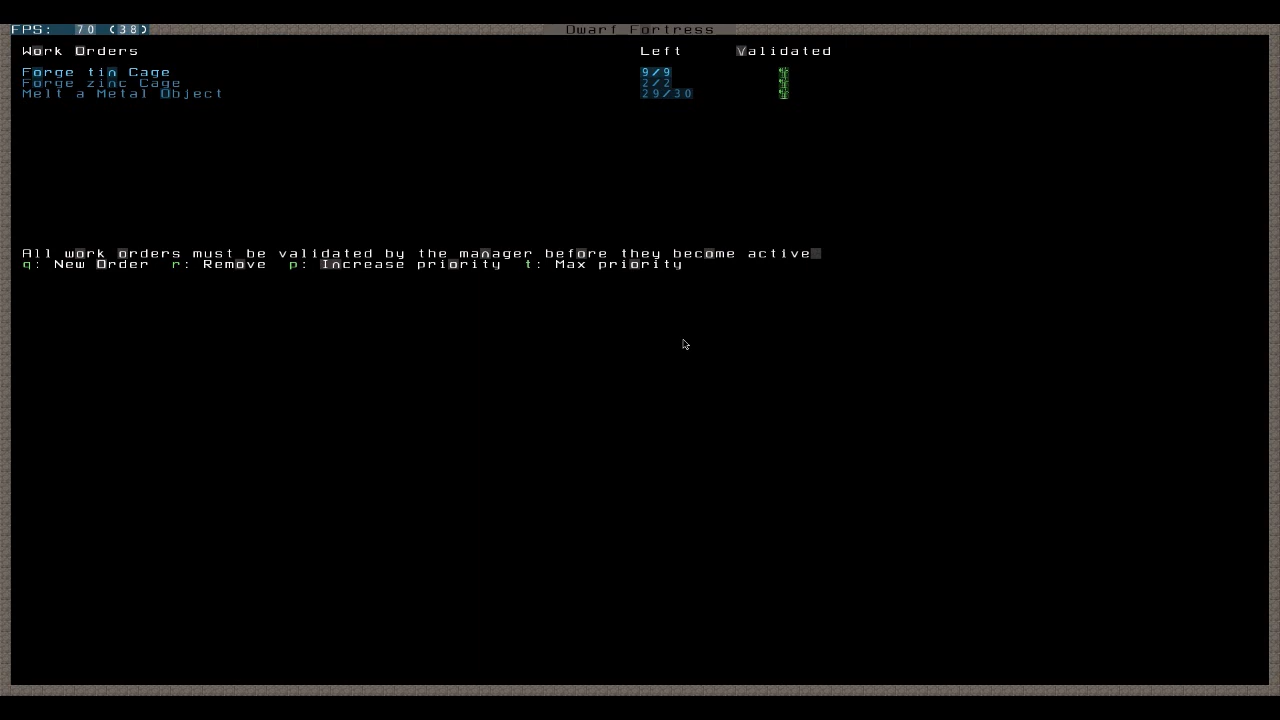 FPS: 70 (38)
Dwarf Fortress
Work Orders Left Validated
Forge tin Cage 9/9
Forge zinc Cage 2/2
Melt a Metal Object 29/30
All work orders must be validated by the manager before they become active
q: New Order r: Remove p: Increase priority t: Max priority